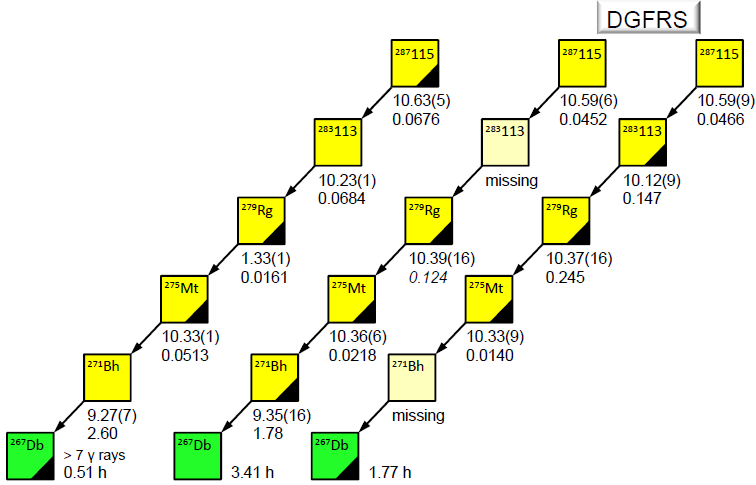 DGFRS
²⁸⁷115
10.63(5)
0.0676
²⁸³113
10.23(1)
0.0684
²⁷⁹Rg
1.33(1)
0.0161
²⁷⁵Mt
10.33(1)
0.0513
²⁷¹Bh
9.27(7)
2.60
²⁶⁷Db
> 7 γ rays
0.51 h
²⁸⁷115
10.59(6)
0.0452
²⁸³113
missing
²⁷⁹Rg
10.39(16)
0.124
²⁷⁵Mt
10.36(6)
0.0218
²⁷¹Bh
9.35(16)
1.78
²⁶⁷Db
3.41 h
²⁸⁷115
10.59(9)
0.0466
²⁸³113
10.12(9)
0.147
²⁷⁹Rg
10.37(16)
0.245
²⁷⁵Mt
10.33(9)
0.0140
²⁷¹Bh
missing
²⁶⁷Db
1.77 h